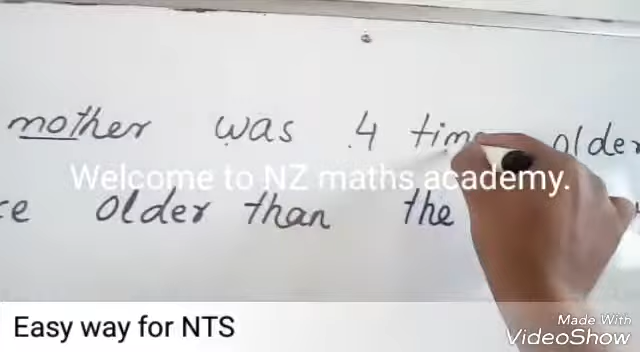 mother was 4 time older
Welcome to NZ maths academy.
older than the
Easy way for NTS
Made With
VideoShow